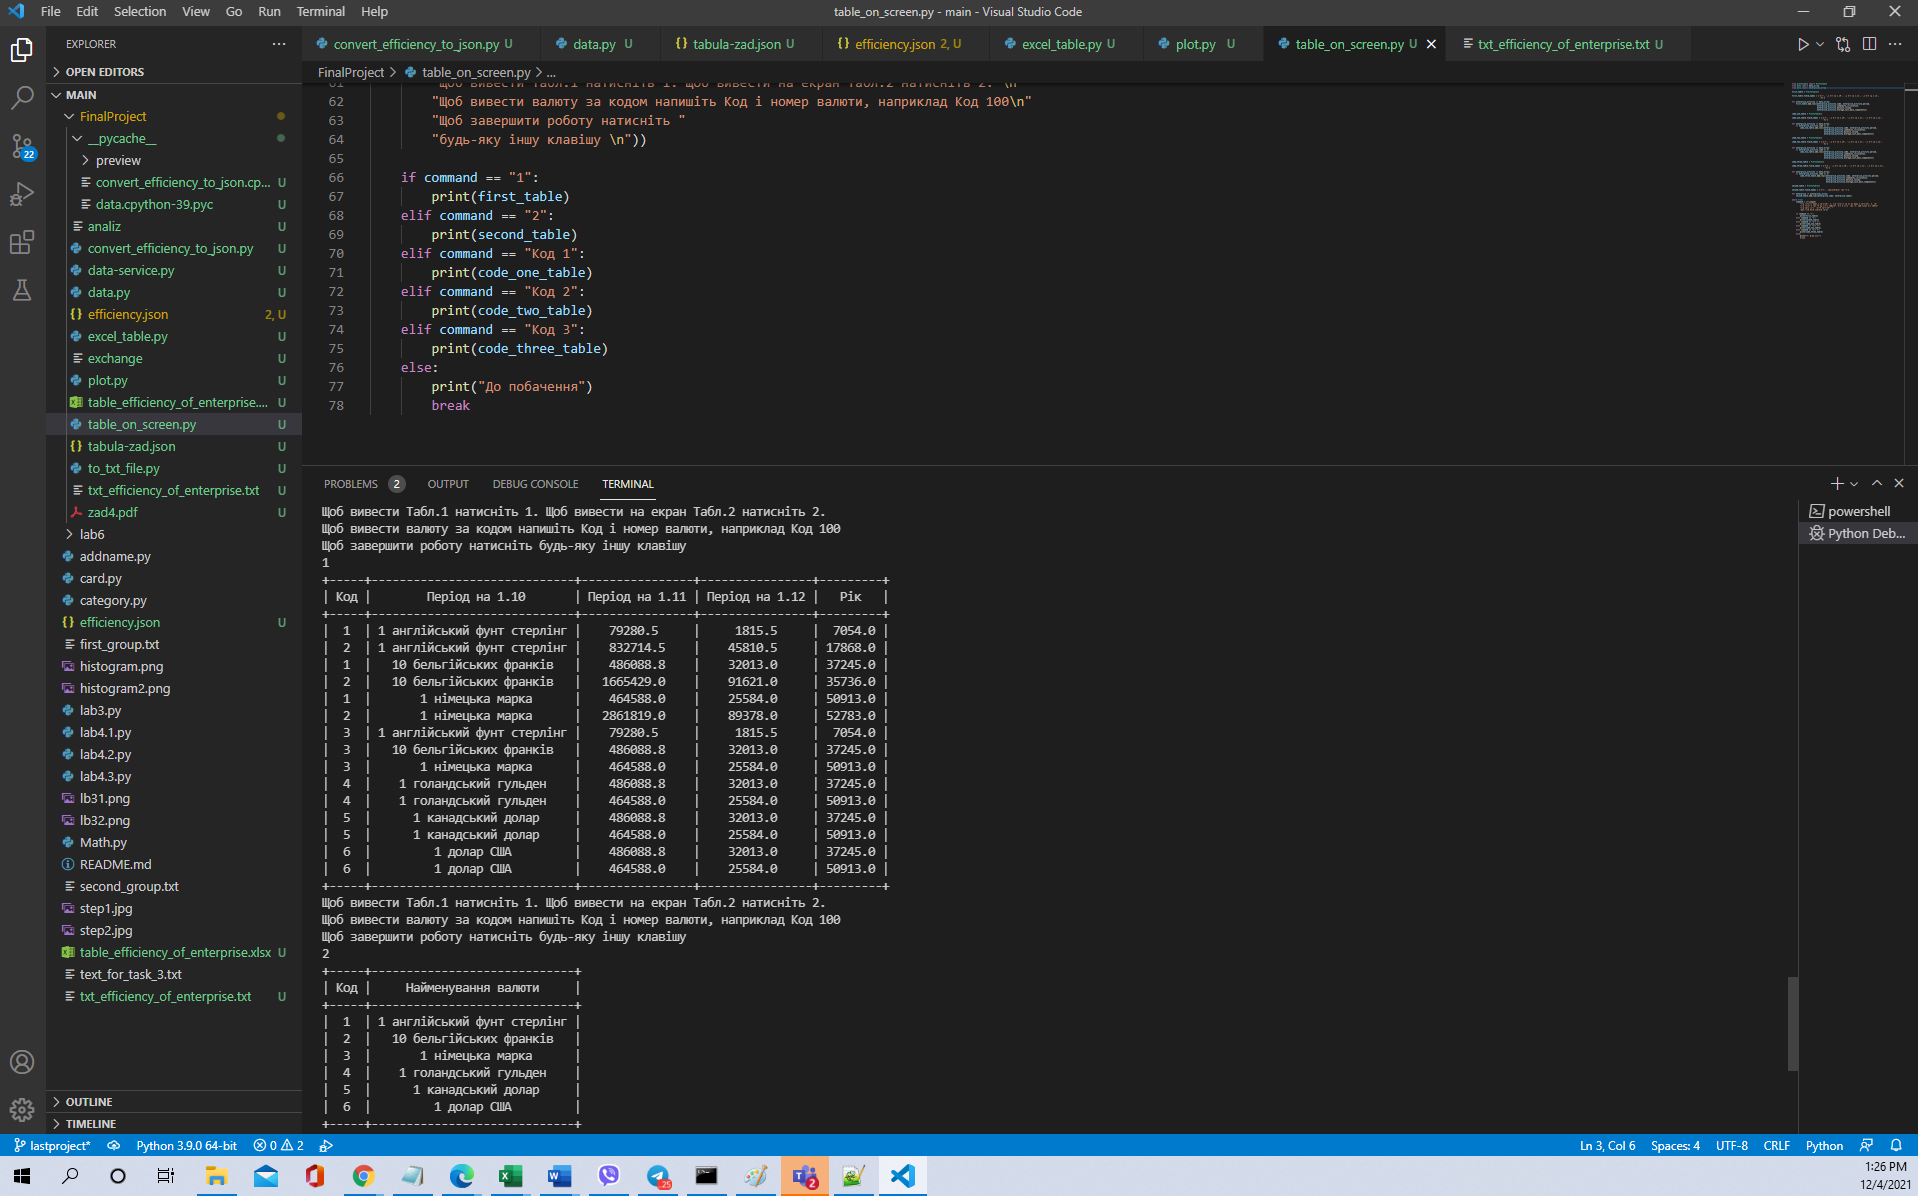 File Edit Selection View Go Run Terminal Help
table_on_screen.py - main - Visual Studio Code
EXPLORER
convert_efficiency_to_json.py U
data.py U
tabula-zad.json U
efficiency.json 2, U
excel_table.py U
plot.py U
table_on_screen.py U
txt_efficiency_of_enterprise.txt U
OPEN EDITORS
MAIN
FinalProject
__pycache__
preview
convert_efficiency_to_json.cp... U
data.cpython-39.pyc U
analiz U
convert_efficiency_to_json.py U
data-service.py U
data.py U
efficiency.json 2, U
excel_table.py U
exchange U
plot.py U
table_efficiency_of_enterprise.... U
table_on_screen.py U
tabula-zad.json U
to_txt_file.py U
txt_efficiency_of_enterprise.txt U
zad4.pdf U
lab6
addname.py
card.py
category.py
efficiency.json U
first_group.txt
histogram.png
histogram2.png
lab3.py
lab4.1.py
lab4.2.py
lab4.3.py
lb31.png
lb32.png
Math.py
README.md
second_group.txt
step1.jpg
step2.jpg
table_efficiency_of_enterprise.xlsx U
text_for_task_3.txt
txt_efficiency_of_enterprise.txt U
OUTLINE
TIMELINE
22
FinalProject > table_on_screen.py > ...
61 "Щоб вивести Табл.1 натисніть 1. Щоб вивести на екран Табл.2 натисніть 2. \n"
62 "Щоб вивести валюту за кодом напишіть Код і номер валюти, наприклад Код 100\n"
63 "Щоб завершити роботу натисніть "
64 "будь-яку іншу клавішу \n"))
65
66 if command == "1":
67 print(first_table)
68 elif command == "2":
69 print(second_table)
70 elif command == "Код 1":
71 print(code_one_table)
72 elif command == "Код 2":
73 print(code_two_table)
74 elif command == "Код 3":
75 print(code_three_table)
76 else:
77 print("До побачення")
78 break
PROBLEMS 2 OUTPUT DEBUG CONSOLE TERMINAL
powershell
Python Deb...
Щоб вивести Табл.1 натисніть 1. Щоб вивести на екран Табл.2 натисніть 2.
Щоб вивести валюту за кодом напишіть Код і номер валюти, наприклад Код 100
Щоб завершити роботу натисніть будь-яку іншу клавішу
1
+-----+---------------------------+----------------+----------------+---------+
| Код | Період на 1.10 | Період на 1.11 | Період на 1.12 | Рік |
+-----+---------------------------+----------------+----------------+---------+
| 1 | 1 англійський фунт стерлінг | 79280.5 | 1815.5 | 7054.0 |
| 2 | 1 англійський фунт стерлінг | 832714.5 | 45810.5 | 17868.0 |
| 1 | 10 бельгійських франків | 486088.8 | 32013.0 | 37245.0 |
| 2 | 10 бельгійських франків | 1665429.0 | 91621.0 | 35736.0 |
| 1 | 1 німецька марка | 464588.0 | 25584.0 | 50913.0 |
| 2 | 1 німецька марка | 2861819.0 | 89378.0 | 52783.0 |
| 3 | 1 англійський фунт стерлінг | 79280.5 | 1815.5 | 7054.0 |
| 3 | 10 бельгійських франків | 486088.8 | 32013.0 | 37245.0 |
| 3 | 1 німецька марка | 464588.0 | 25584.0 | 50913.0 |
| 4 | 1 голандський гульден | 486088.8 | 32013.0 | 37245.0 |
| 4 | 1 голандський гульден | 464588.0 | 25584.0 | 50913.0 |
| 5 | 1 канадський долар | 486088.8 | 32013.0 | 37245.0 |
| 5 | 1 канадський долар | 464588.0 | 25584.0 | 50913.0 |
| 6 | 1 долар США | 486088.8 | 32013.0 | 37245.0 |
| 6 | 1 долар США | 464588.0 | 25584.0 | 50913.0 |
+-----+---------------------------+----------------+----------------+---------+
Щоб вивести Табл.1 натисніть 1. Щоб вивести на екран Табл.2 натисніть 2.
Щоб вивести валюту за кодом напишіть Код і номер валюти, наприклад Код 100
Щоб завершити роботу натисніть будь-яку іншу клавішу
2
+-----+---------------------------+
| Код | Найменування валюти |
+-----+---------------------------+
| 1 | 1 англійський фунт стерлінг |
| 2 | 10 бельгійських франків |
| 3 | 1 німецька марка |
| 4 | 1 голандський гульден |
| 5 | 1 канадський долар |
| 6 | 1 долар США |
+-----+---------------------------+
lastproject* Python 3.9.0 64-bit 0 2
Ln 3, Col 6 Spaces: 4 UTF-8 CRLF Python
25
2
1:26 PM
12/4/2021